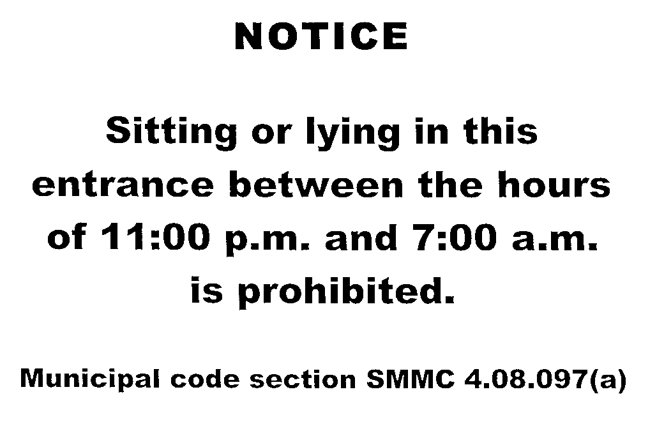 NOTICE
Sitting or lying in this
entrance between the hours
of 11:00 p.m. and 7:00 a.m.
is prohibited.
Municipal code section SMMC 4.08.097(a)